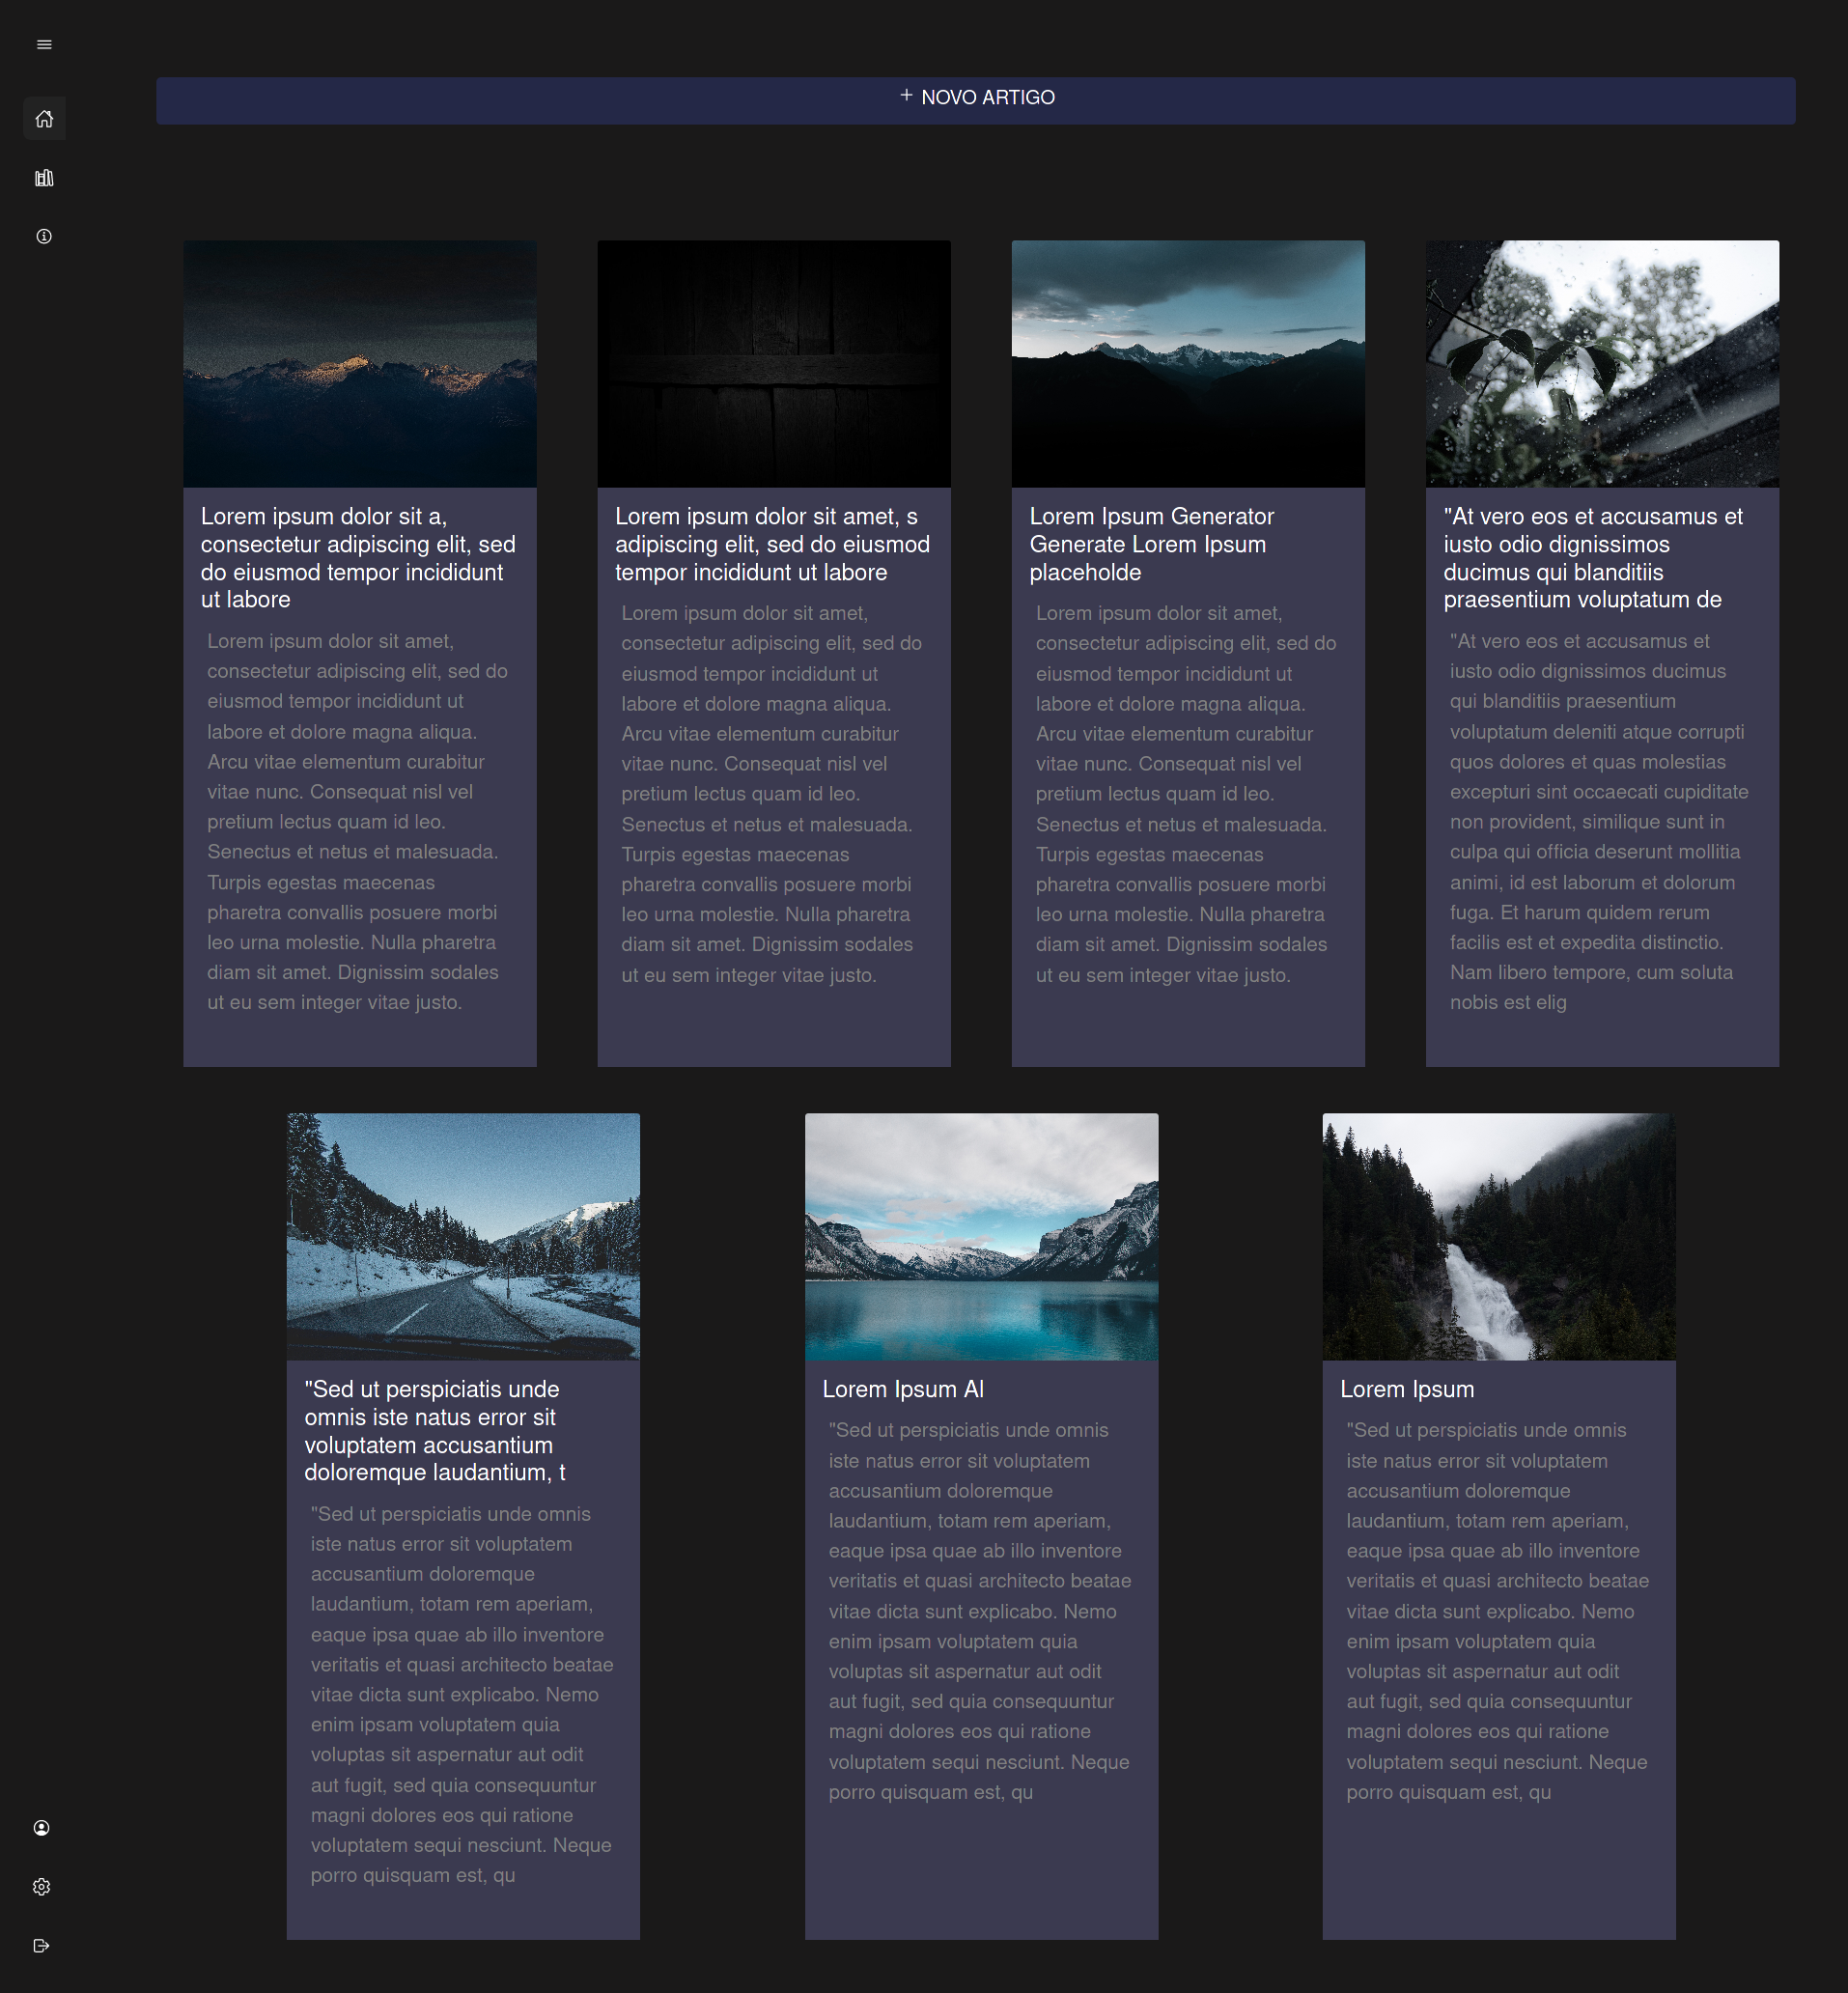 NOVO ARTIGO
Lorem ipsum dolor sit a,
consectetur adipiscing elit, sed
do eiusmod tempor incididunt
ut labore
Lorem ipsum dolor sit amet,
consectetur adipiscing elit, sed do
eiusmod tempor incididunt ut
labore et dolore magna aliqua.
Arcu vitae elementum curabitur
vitae nunc. Consequat nisl vel
pretium lectus quam id leo.
Senectus et netus et malesuada.
Turpis egestas maecenas
pharetra convallis posuere morbi
leo urna molestie. Nulla pharetra
diam sit amet. Dignissim sodales
ut eu sem integer vitae justo.
Lorem ipsum dolor sit amet, s
adipiscing elit, sed do eiusmod
tempor incididunt ut labore
Lorem ipsum dolor sit amet,
consectetur adipiscing elit, sed do
eiusmod tempor incididunt ut
labore et dolore magna aliqua.
Arcu vitae elementum curabitur
vitae nunc. Consequat nisl vel
pretium lectus quam id leo.
Senectus et netus et malesuada.
Turpis egestas maecenas
pharetra convallis posuere morbi
leo urna molestie. Nulla pharetra
diam sit amet. Dignissim sodales
ut eu sem integer vitae justo.
Lorem Ipsum Generator
Generate Lorem Ipsum
placeholde
Lorem ipsum dolor sit amet,
consectetur adipiscing elit, sed do
eiusmod tempor incididunt ut
labore et dolore magna aliqua.
Arcu vitae elementum curabitur
vitae nunc. Consequat nisl vel
pretium lectus quam id leo.
Senectus et netus et malesuada.
Turpis egestas maecenas
pharetra convallis posuere morbi
leo urna molestie. Nulla pharetra
diam sit amet. Dignissim sodales
ut eu sem integer vitae justo.
"At vero eos et accusamus et
iusto odio dignissimos
ducimus qui blanditiis
praesentium voluptatum de
"At vero eos et accusamus et
iusto odio dignissimos ducimus
qui blanditiis praesentium
voluptatum deleniti atque corrupti
quos dolores et quas molestias
excepturi sint occaecati cupiditate
non provident, similique sunt in
culpa qui officia deserunt mollitia
animi, id est laborum et dolorum
fuga. Et harum quidem rerum
facilis est et expedita distinctio.
Nam libero tempore, cum soluta
nobis est elig
"Sed ut perspiciatis unde
omnis iste natus error sit
voluptatem accusantium
doloremque laudantium, t
"Sed ut perspiciatis unde omnis
iste natus error sit voluptatem
accusantium doloremque
laudantium, totam rem aperiam,
eaque ipsa quae ab illo inventore
veritatis et quasi architecto beatae
vitae dicta sunt explicabo. Nemo
enim ipsam voluptatem quia
voluptas sit aspernatur aut odit
aut fugit, sed quia consequuntur
magni dolores eos qui ratione
voluptatem sequi nesciunt. Neque
porro quisquam est, qu
Lorem Ipsum Al
"Sed ut perspiciatis unde omnis
iste natus error sit voluptatem
accusantium doloremque
laudantium, totam rem aperiam,
eaque ipsa quae ab illo inventore
veritatis et quasi architecto beatae
vitae dicta sunt explicabo. Nemo
enim ipsam voluptatem quia
voluptas sit aspernatur aut odit
aut fugit, sed quia consequuntur
magni dolores eos qui ratione
voluptatem sequi nesciunt. Neque
porro quisquam est, qu
Lorem Ipsum
"Sed ut perspiciatis unde omnis
iste natus error sit voluptatem
accusantium doloremque
laudantium, totam rem aperiam,
eaque ipsa quae ab illo inventore
veritatis et quasi architecto beatae
vitae dicta sunt explicabo. Nemo
enim ipsam voluptatem quia
voluptas sit aspernatur aut odit
aut fugit, sed quia consequuntur
magni dolores eos qui ratione
voluptatem sequi nesciunt. Neque
porro quisquam est, qu